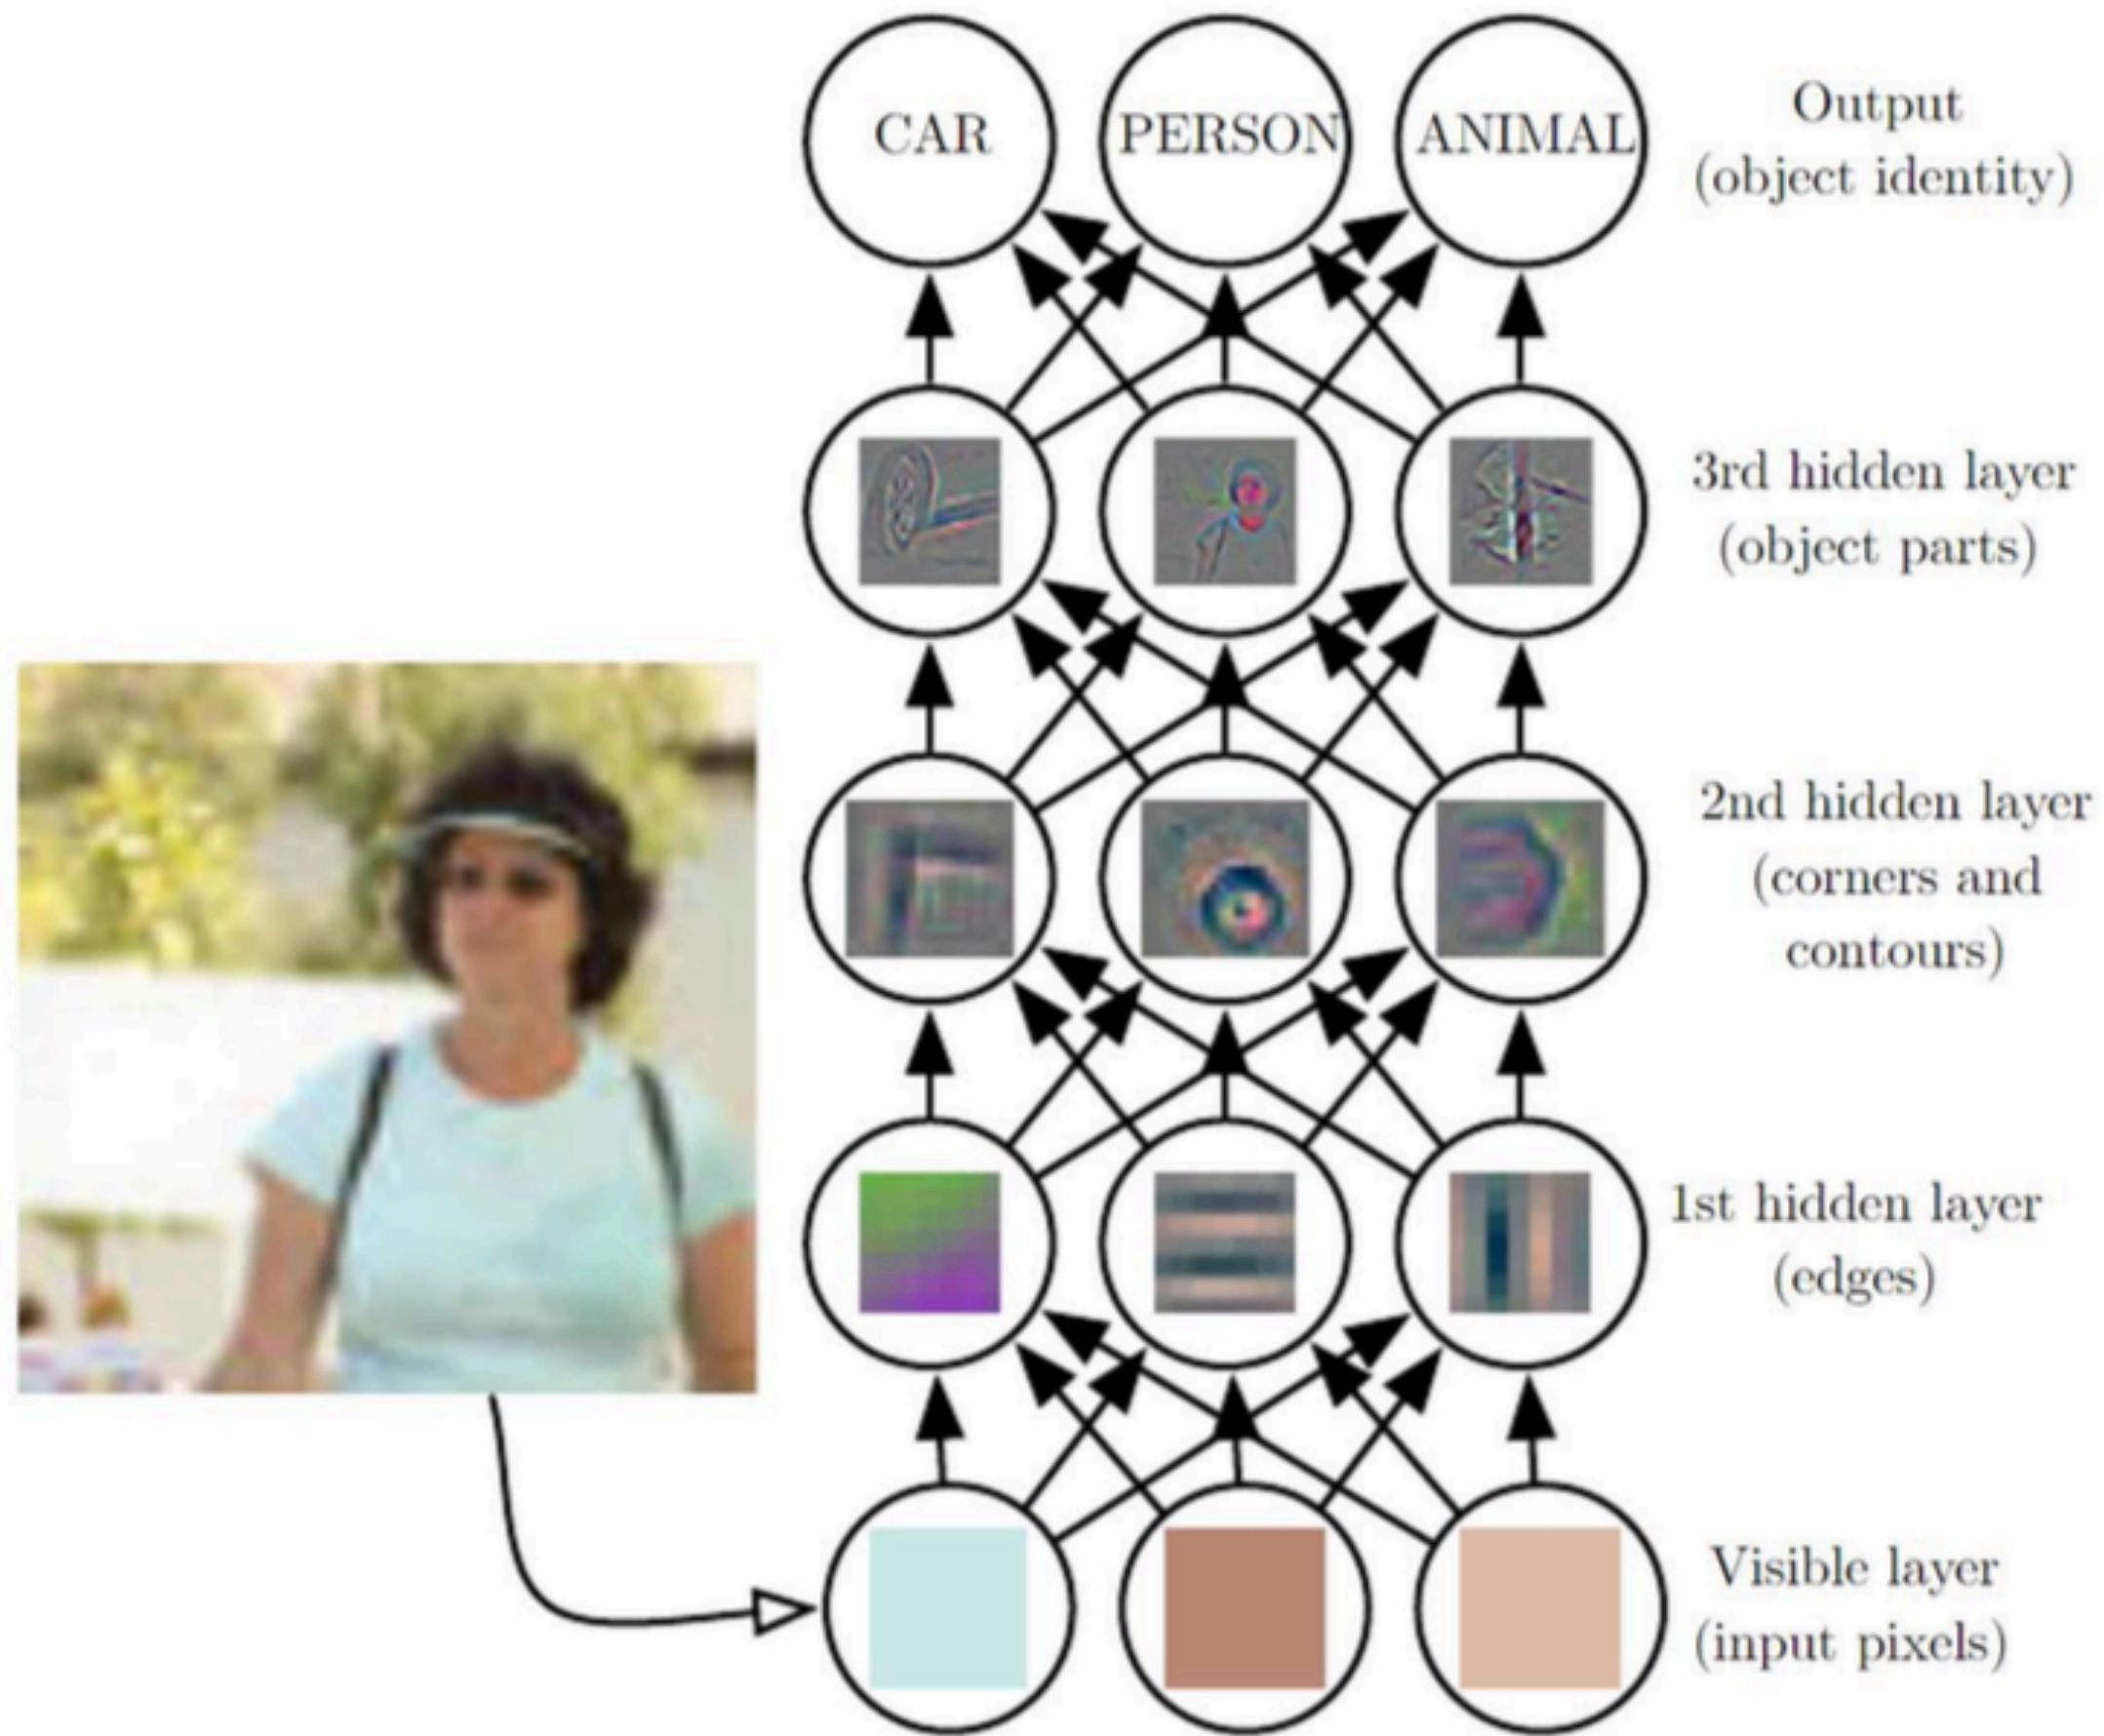 CAR PERSON ANIMAL
Output
(object identity)
3rd hidden layer
(object parts)
2nd hidden layer
(corners and
contours)
1st hidden layer
(edges)
Visible layer
(input pixels)